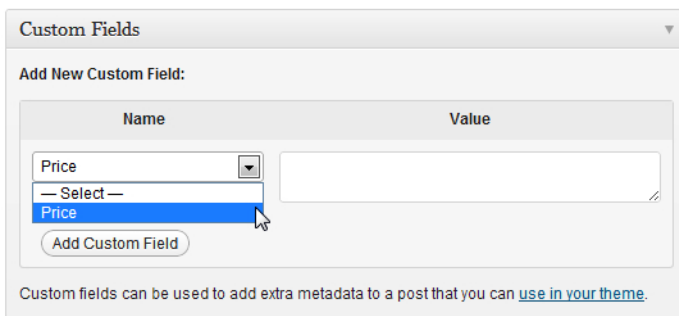 Custom Fields
Add New Custom Field:
Name Value
Price
— Select —
Price
Add Custom Field
Custom fields can be used to add extra metadata to a post that you can use in your theme.